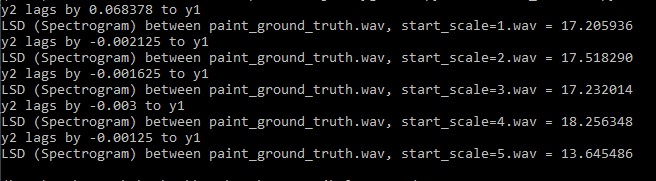 y2 lags by 0.068378 to y1
LSD (Spectrogram) between paint_ground_truth.wav, start_scale=1.wav = 17.205936
y2 lags by -0.002125 to y1
LSD (Spectrogram) between paint_ground_truth.wav, start_scale=2.wav = 17.518290
y2 lags by -0.001625 to y1
LSD (Spectrogram) between paint_ground_truth.wav, start_scale=3.wav = 17.232014
y2 lags by -0.003 to y1
LSD (Spectrogram) between paint_ground_truth.wav, start_scale=4.wav = 18.256348
y2 lags by -0.00125 to y1
LSD (Spectrogram) between paint_ground_truth.wav, start_scale=5.wav = 13.645486